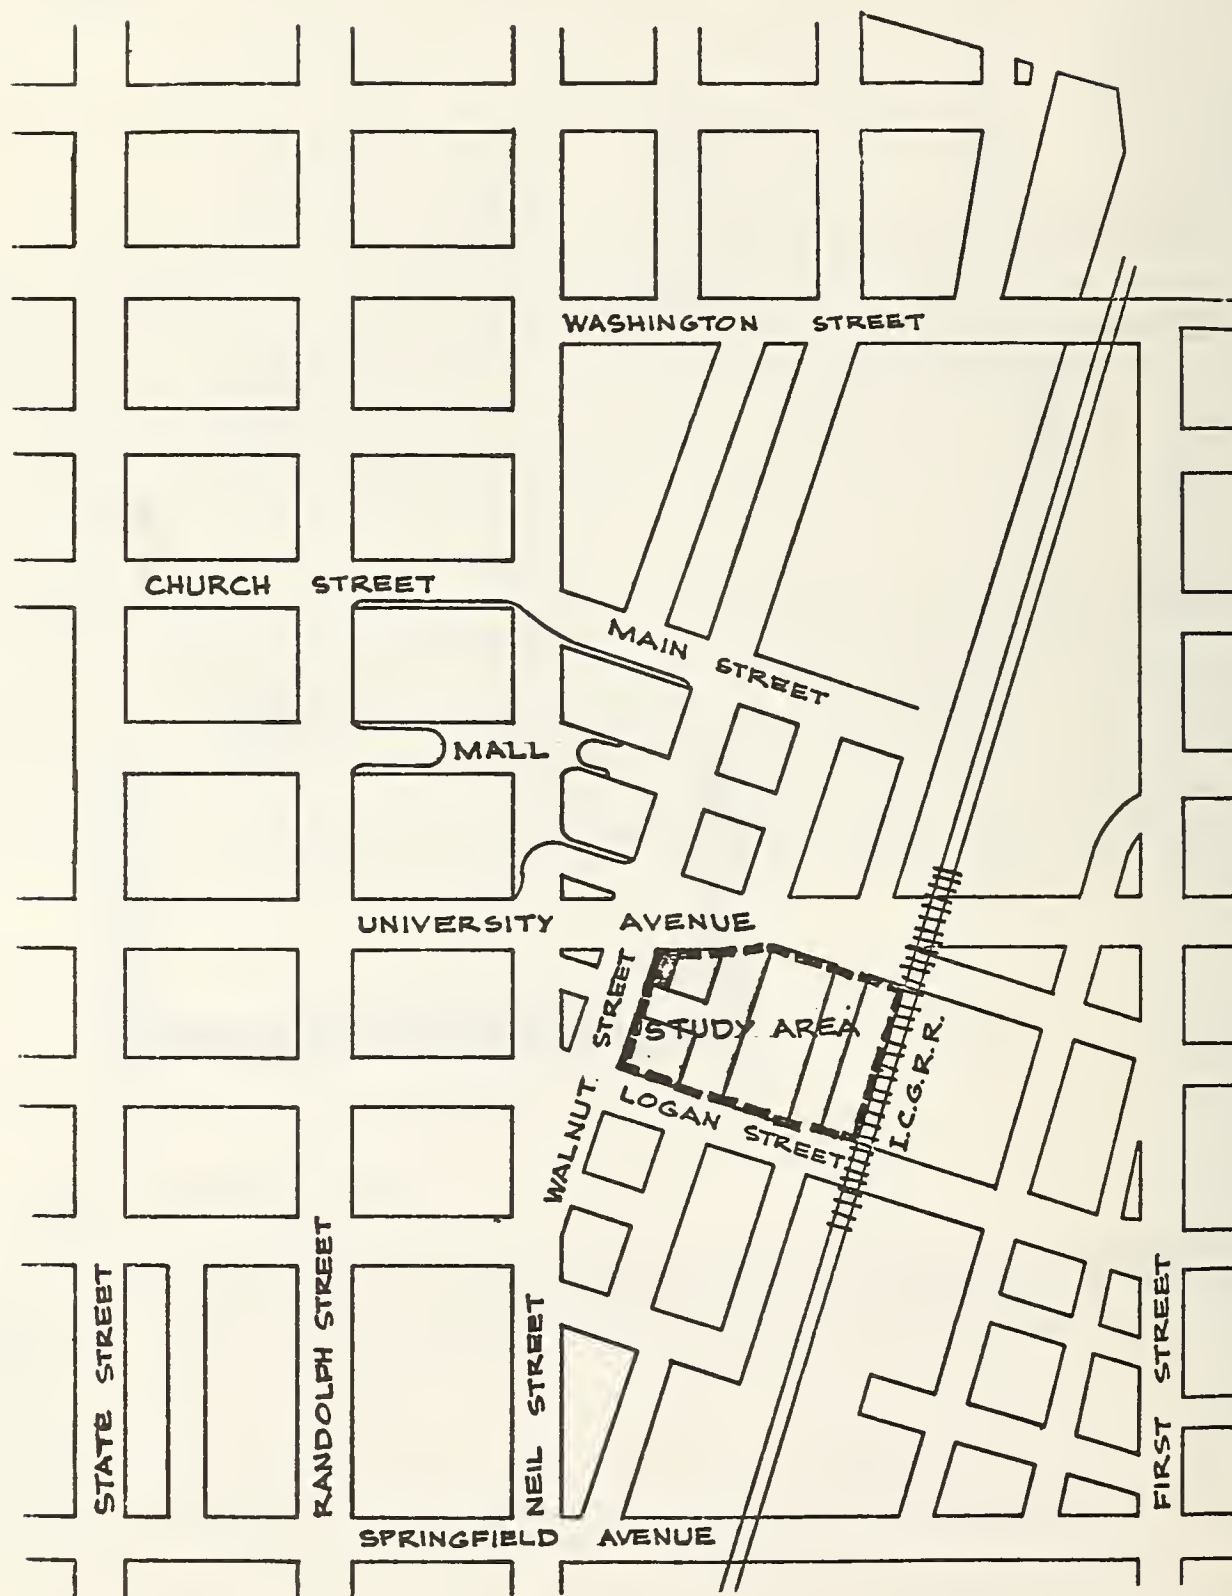 WASHINGTON STREET
CHURCH STREET
MAIN STREET
MALL
UNIVERSITY AVENUE
WALNUT STREET
STUDY AREA
LOGAN STREET
I.C.G.R.R.
STATE STREET
RANDOLPH STREET
NEIL STREET
FIRST STREET
SPRINGFIELD AVENUE